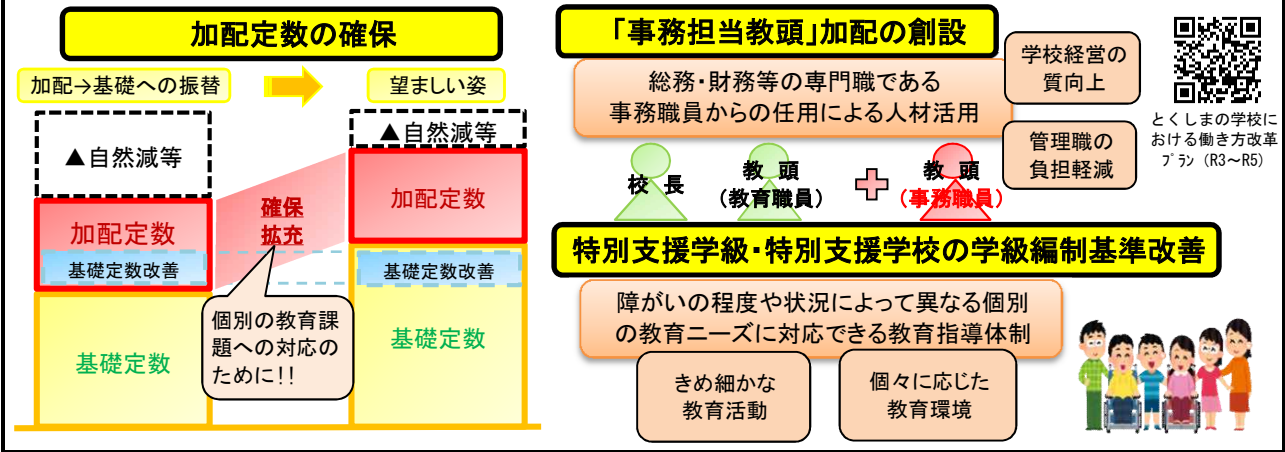 加配定数の確保
加配→基礎への振替
望ましい姿
▲自然減等
加配定数
基礎定数改善
基礎定数
確保
拡充
個別の教育課
題への対応の
ために!!
▲自然減等
加配定数
基礎定数改善
基礎定数
「事務担当教頭」加配の創設
総務・財務等の専門職である
事務職員からの任用による人材活用
学校経営の
質向上
管理職の
負担軽減
とくしまの学校に
おける働き方改革
プラン（R3～R5）
校 長
教 頭
（教育職員）
教 頭
（事務職員）
特別支援学級・特別支援学校の学級編制基準改善
障がいの程度や状況によって異なる個別
の教育ニーズに対応できる教育指導体制
きめ細かな
教育活動
個々に応じた
教育環境